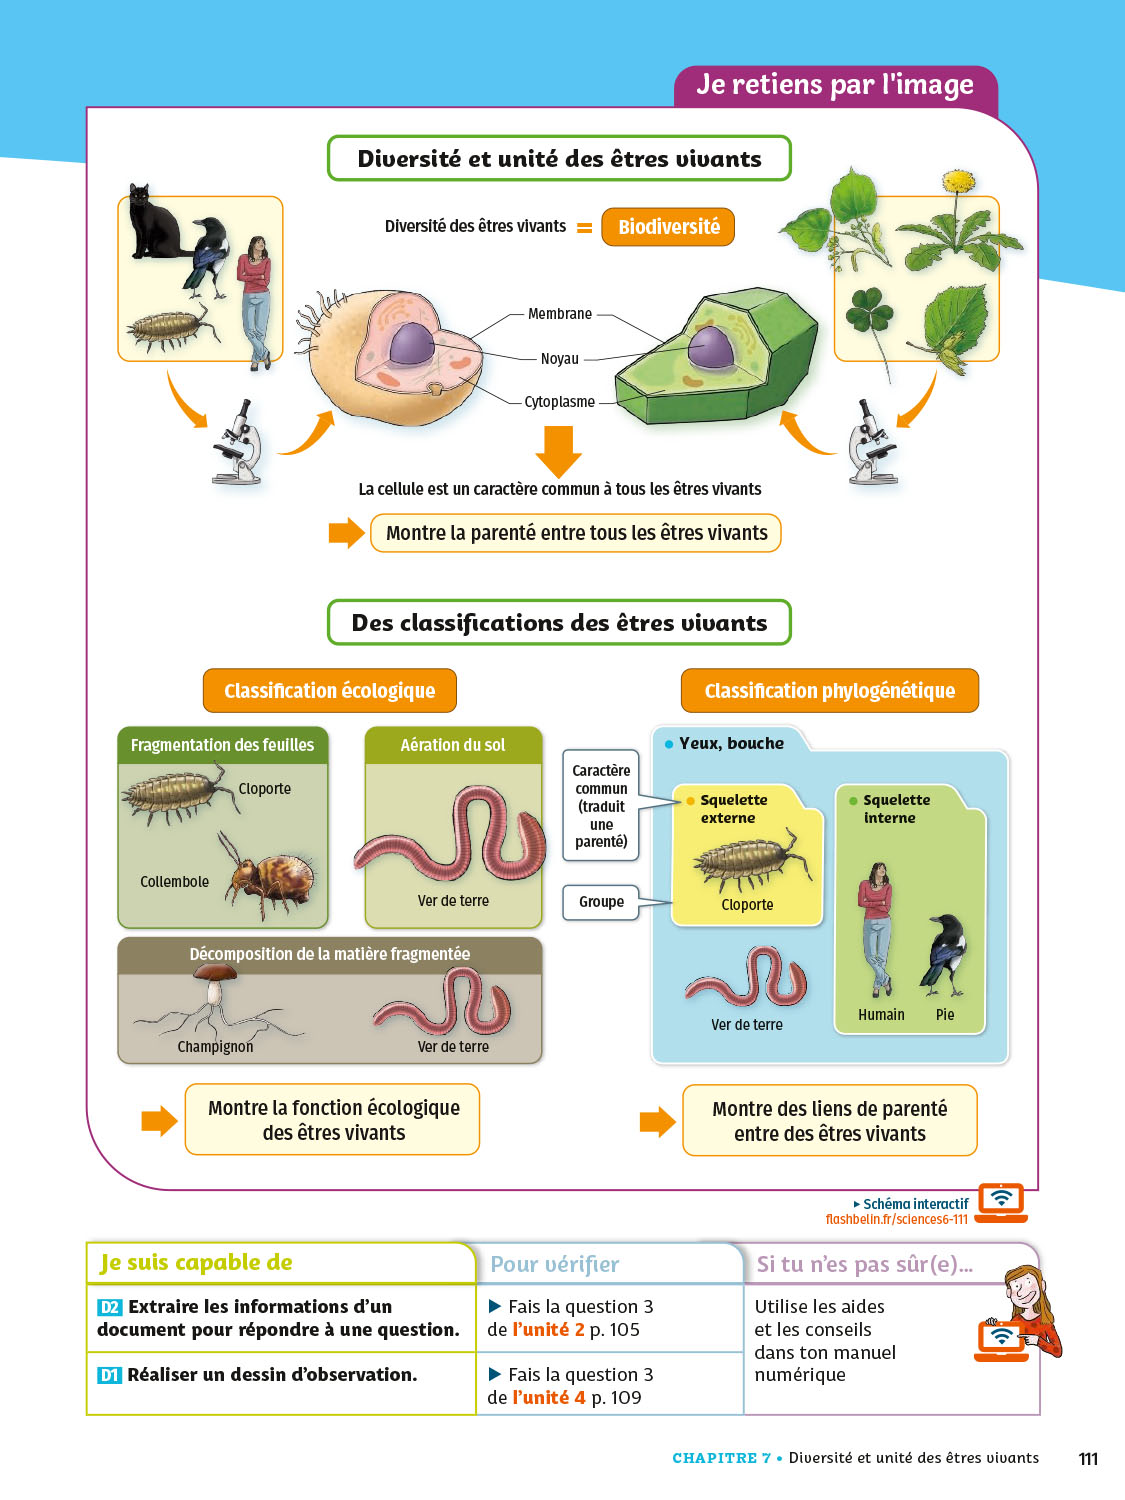 Je retiens par l'image
Diversité et unité des êtres vivants
Diversité des êtres vivants = Biodiversité
Membrane
Noyau
Cytoplasme
La cellule est un caractère commun à tous les êtres vivants
Montre la parenté entre tous les êtres vivants
Des classifications des êtres vivants
Classification écologique
Fragmentation des feuilles
Cloporte
Collembole
Aération du sol
Ver de terre
Décomposition de la matière fragmentée
Champignon
Ver de terre
Montre la fonction écologique
des êtres vivants
Classification phylogénétique
Caractère
commun
(traduit
une
parenté)
Groupe
• Yeux, bouche
• Squelette
externe
Cloporte
Ver de terre
• Squelette
interne
Humain
Pie
Montre des liens de parenté
entre des êtres vivants
▸ Schéma interactif
flashbelin.fr/sciences6-111
Je suis capable de
Pour vérifier
Si tu n'es pas sûr(e)...
D2 Extraire les informations d'un
document pour répondre à une question.
▶ Fais la question 3
de l'unité 2 p. 105
Utilise les aides
et les conseils
dans ton manuel
numérique
D1 Réaliser un dessin d'observation.
▶ Fais la question 3
de l'unité 4 p. 109
CHAPITRE 7 • Diversité et unité des êtres vivants
111